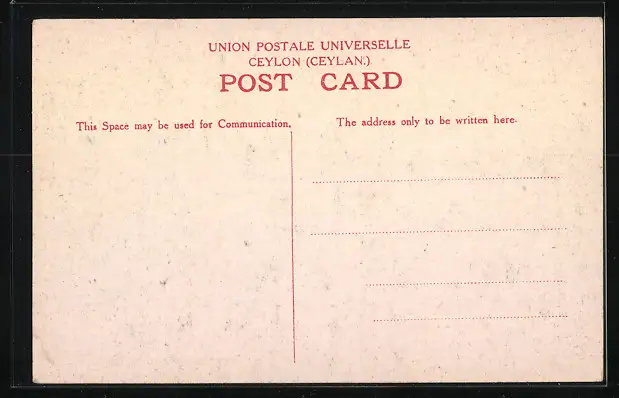 UNION POSTALE UNIVERSELLE
CEYLON (CEYLAN.)
POST CARD
This Space may be used for Communication.
The address only to be written here.